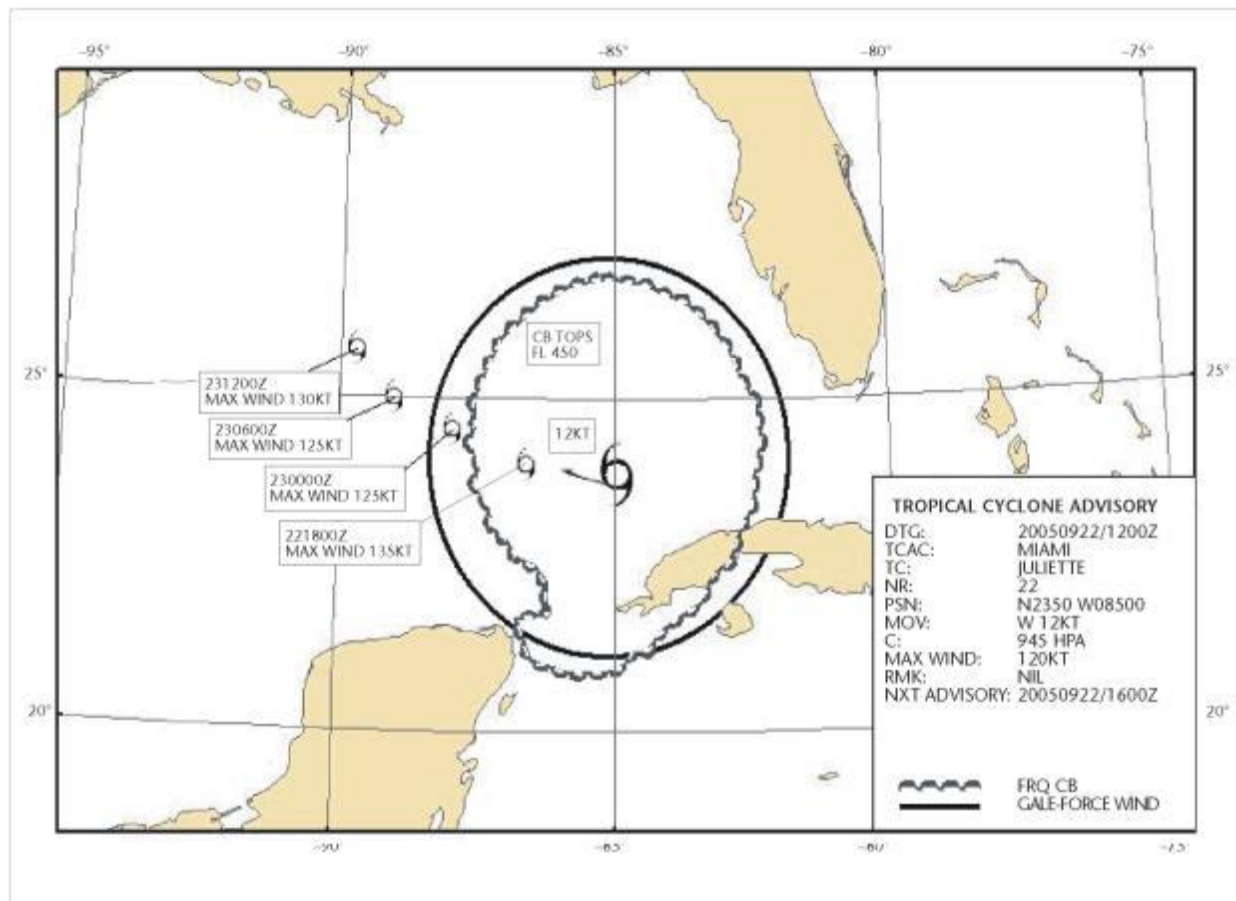 -95°
-90°
-85°
-80°
-75°
CB TOPS
FL 450
25°
25°
231200Z
MAX WIND 130KT
230600Z
MAX WIND 125KT
12KT
230000Z
MAX WIND 125KT
221800Z
MAX WIND 135KT
TROPICAL CYCLONE ADVISORY
DTG: 20050922/1200Z
TCAC: MIAMI
TC: JULIETTE
NR: 22
PSN: N2350 W08500
MOV: W 12KT
C: 945 HPA
MAX WIND: 120KT
RMK: NIL
NXT ADVISORY: 20050922/1600Z
20°
20°
FRQ CB
GALE-FORCE WIND
-90°
-85°
-80°
-75°